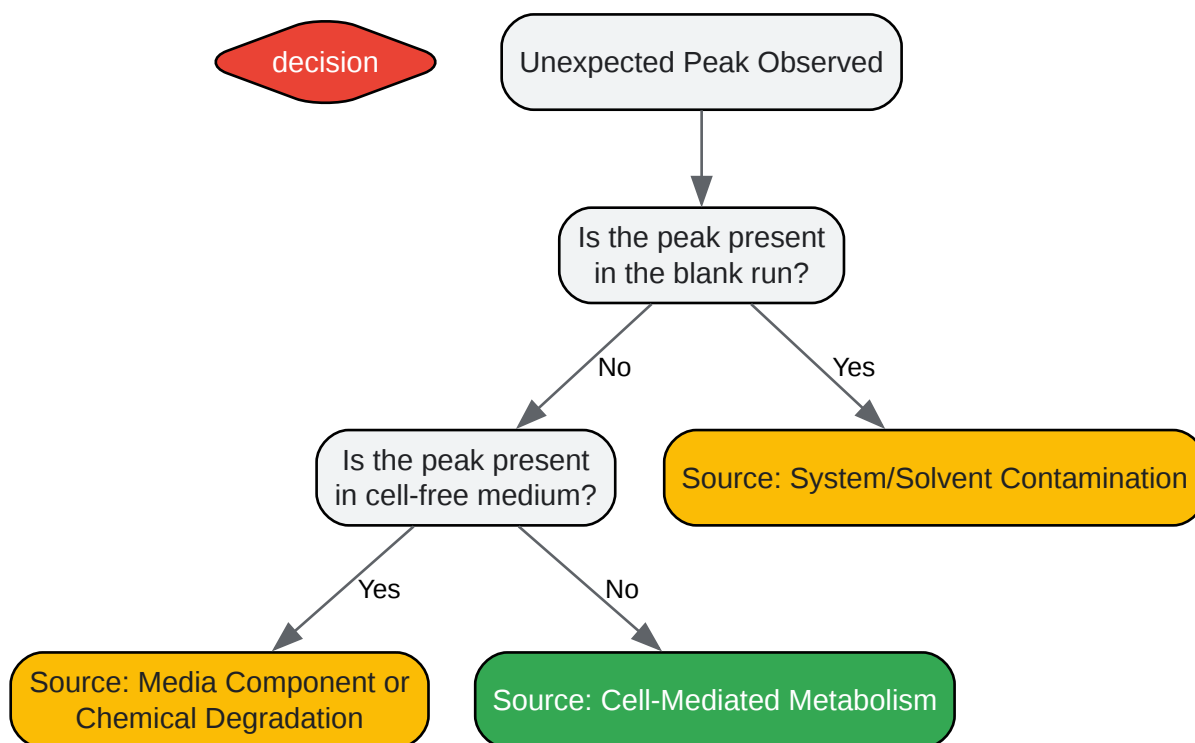 decision
Unexpected Peak Observed
Is the peak present
in the blank run?
No
Yes
Is the peak present
in cell-free medium?
Source: System/Solvent Contamination
Yes
No
Source: Media Component or
Chemical Degradation
Source: Cell-Mediated Metabolism